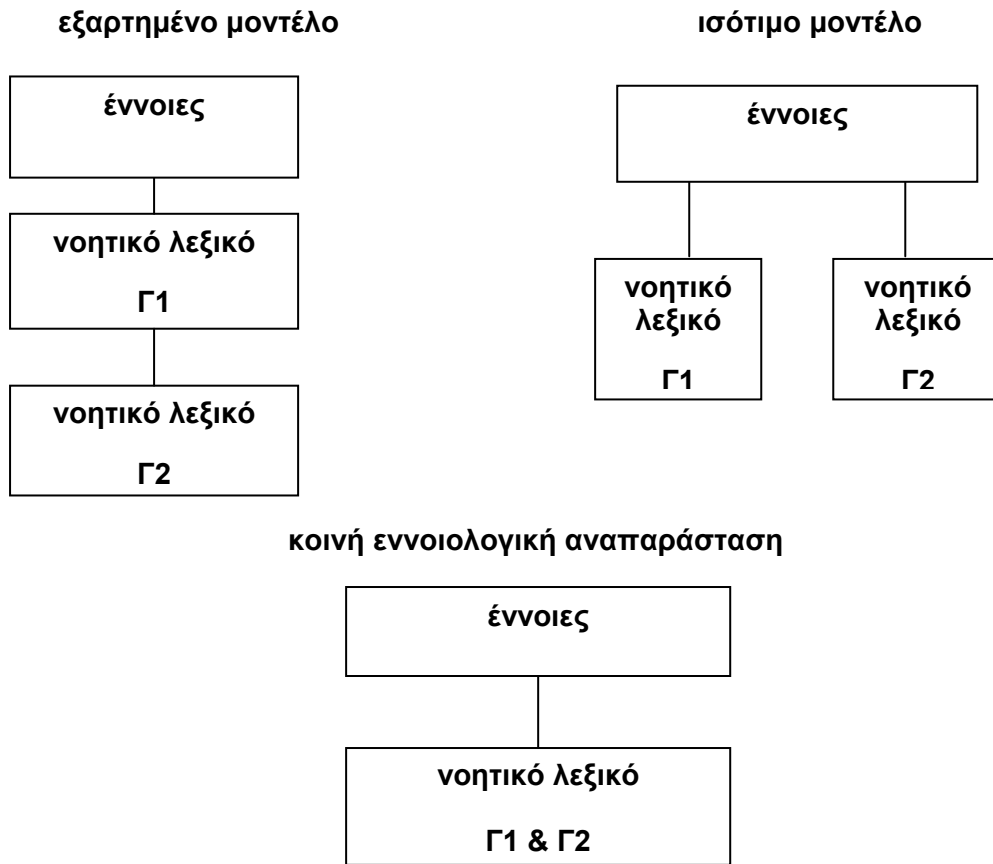 εξαρτημένο μοντέλο
έννοιες
νοητικό λεξικό
Γ1
νοητικό λεξικό
Γ2
ισότιμο μοντέλο
έννοιες
νοητικό
λεξικό
Γ1
νοητικό
λεξικό
Γ2
κοινή εννοιολογική αναπαράσταση
έννοιες
νοητικό λεξικό
Γ1 & Γ2